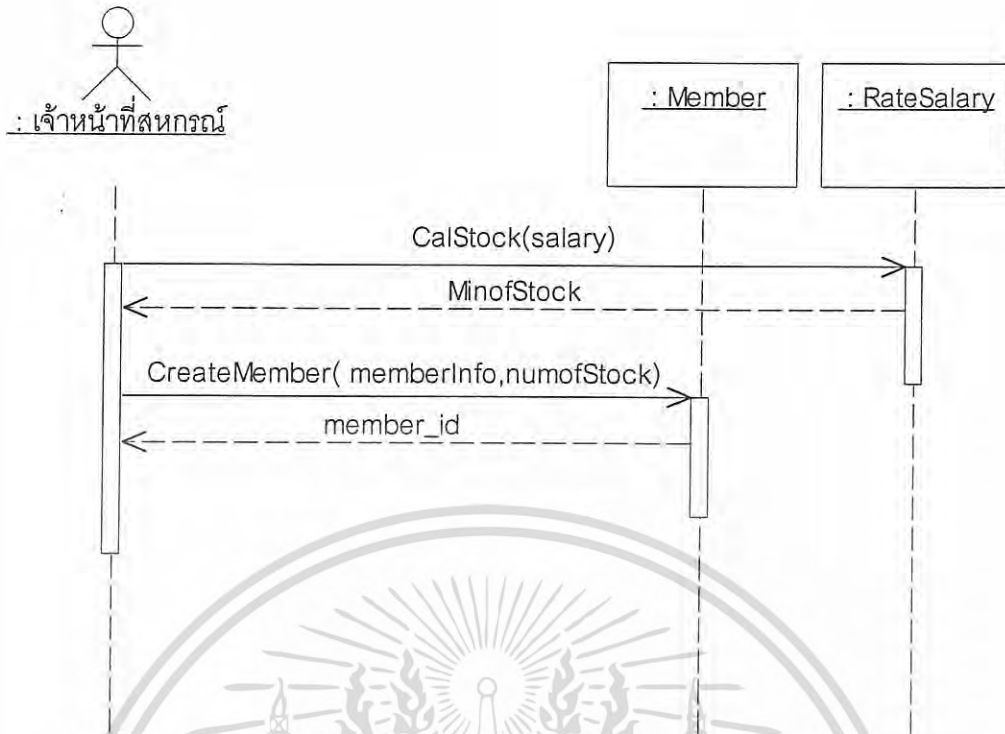 : เจ้าหน้าที่สหกรณ์
: Member
: RateSalary
CalStock(salary)
MinofStock
CreateMember( memberInfo,numofStock)
member_id